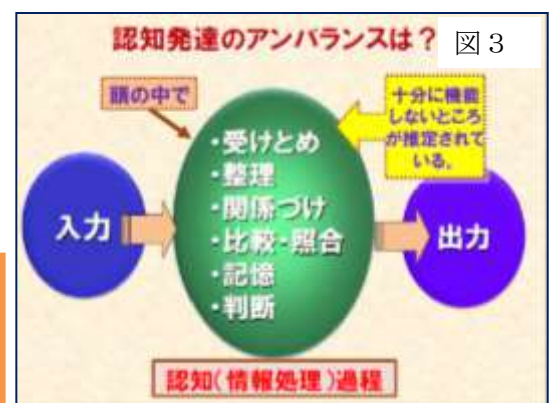 認知発達のアンバランスは？
図３
頭の中で
十分に機能
しないところ
が推定されて
いる。
入力
・受けとめ
・整理
・関係づけ
・比較・照合
・記憶
・判断
出力
認知（情報処理）過程